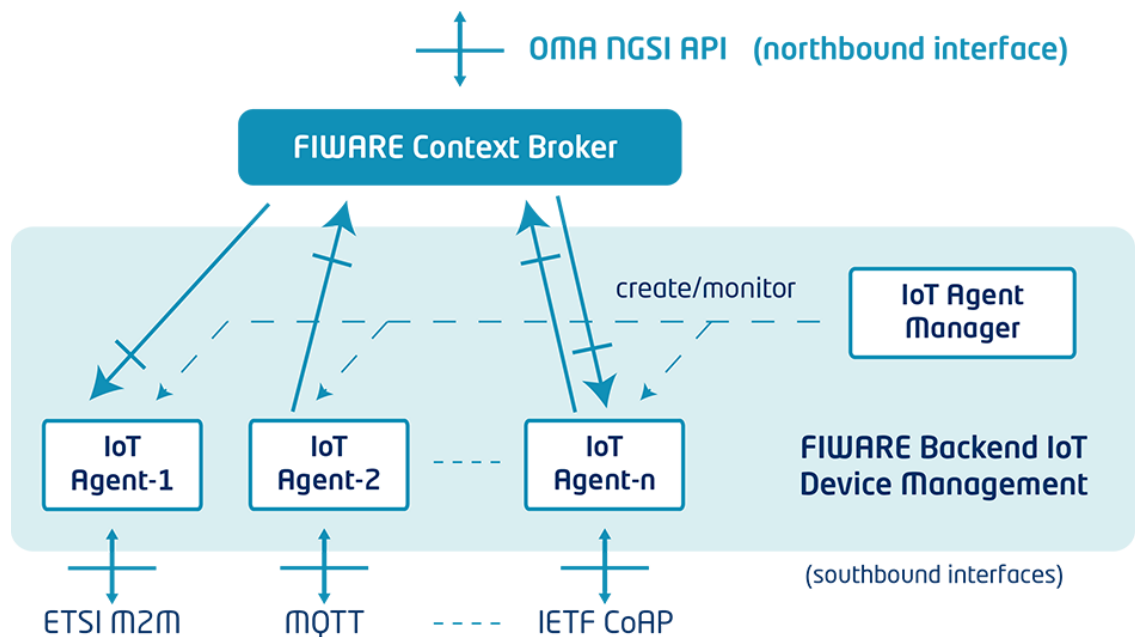 OMA NGSI API (northbound interface)
FIWARE Context Broker
create/monitor
IoT Agent
Manager
IoT
Agent-1
IoT
Agent-2
IoT
Agent-n
FIWARE Backend IoT
Device Management
(southbound interfaces)
ETSI M2M
MQTT
IETF CoAP